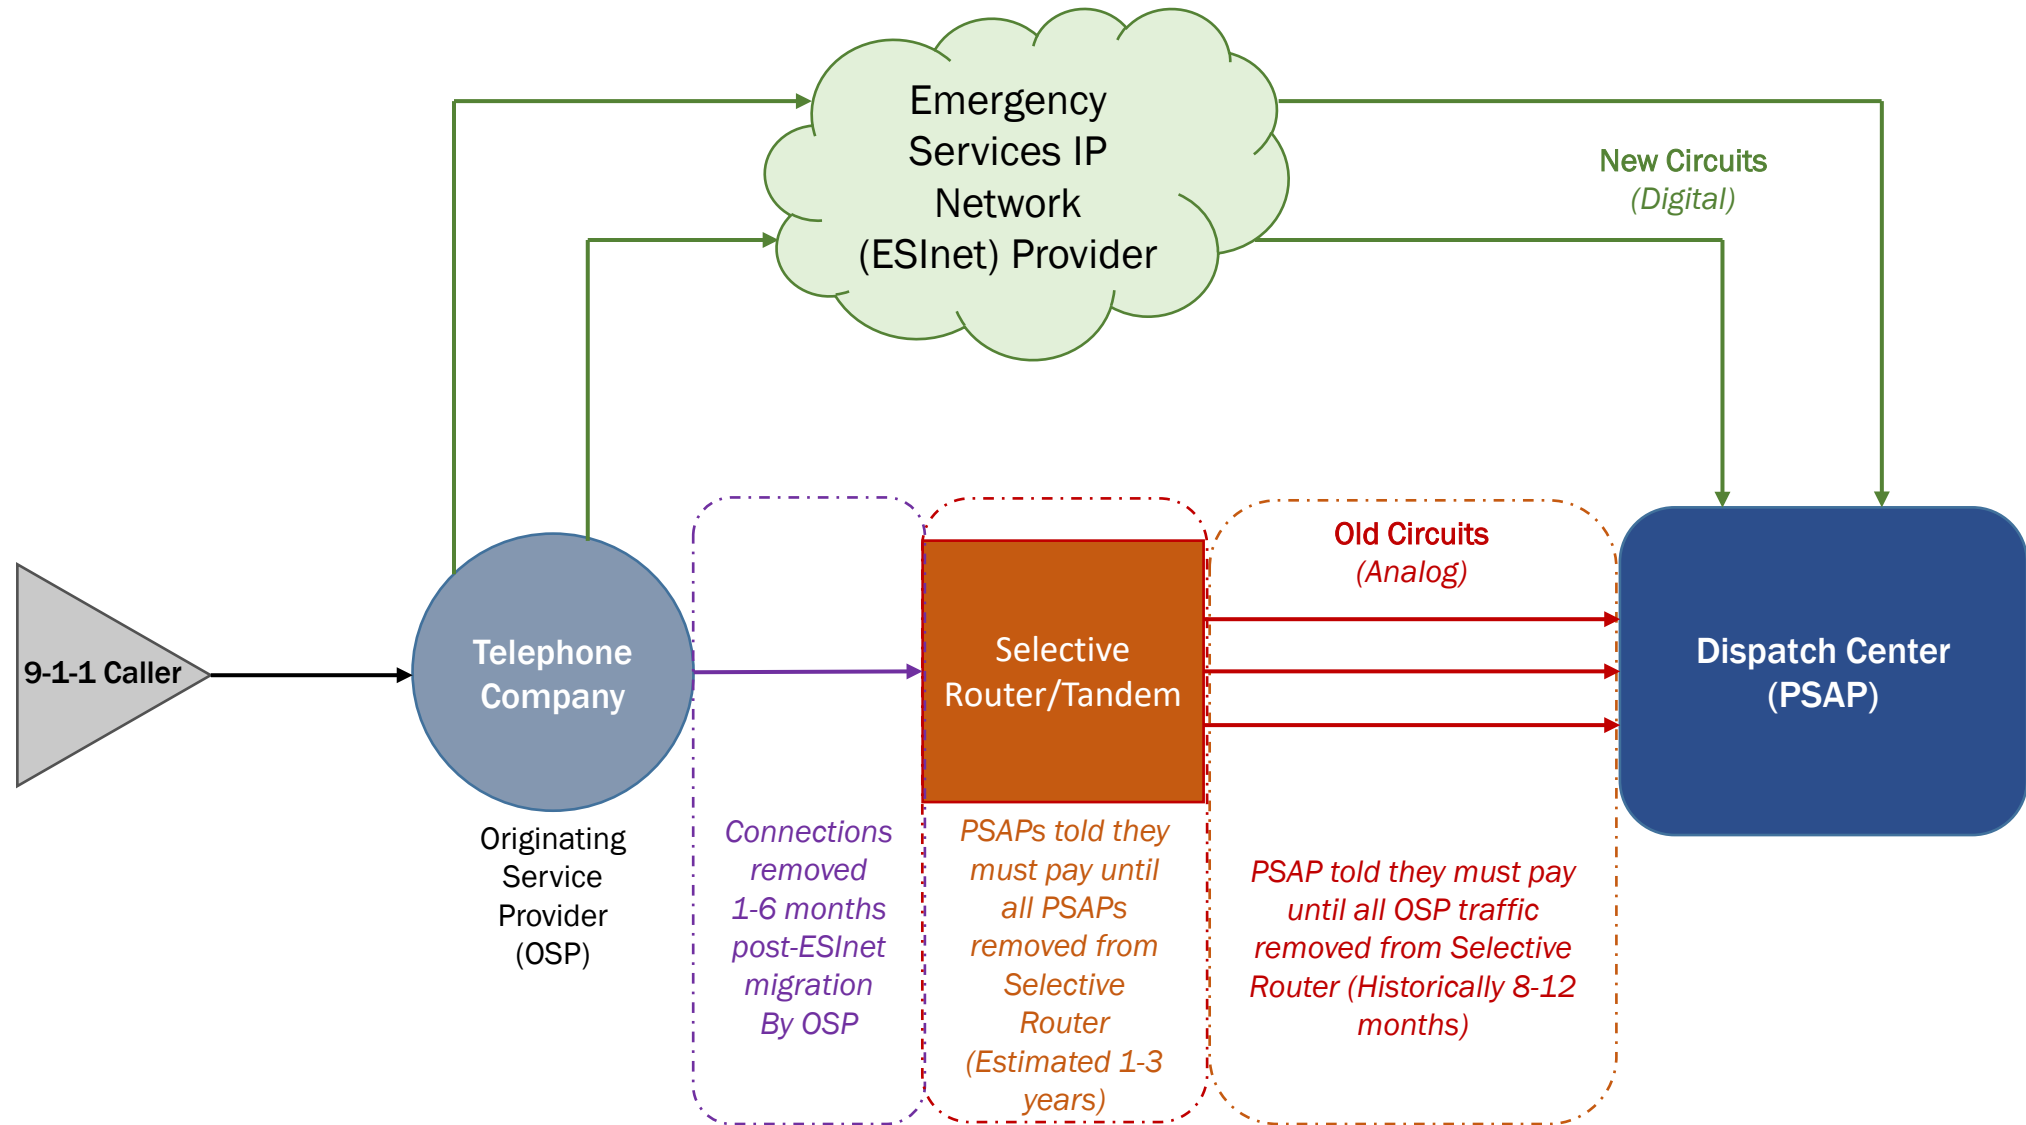 Emergency
Services IP
Network
(ESInet) Provider
New Circuits
(Digital)
Old Circuits
(Analog)
9-1-1 Caller
Telephone
Company
Selective
Router/Tandem
Dispatch Center
(PSAP)
Originating
Service
Provider
(OSP)
Connections
removed
1-6 months
post-ESInet
migration
By OSP
PSAPs told they
must pay until
all PSAPs
removed from
Selective
Router
(Estimated 1-3
years)
PSAP told they must pay
until all OSP traffic
removed from Selective
Router (Historically 8-12
months)